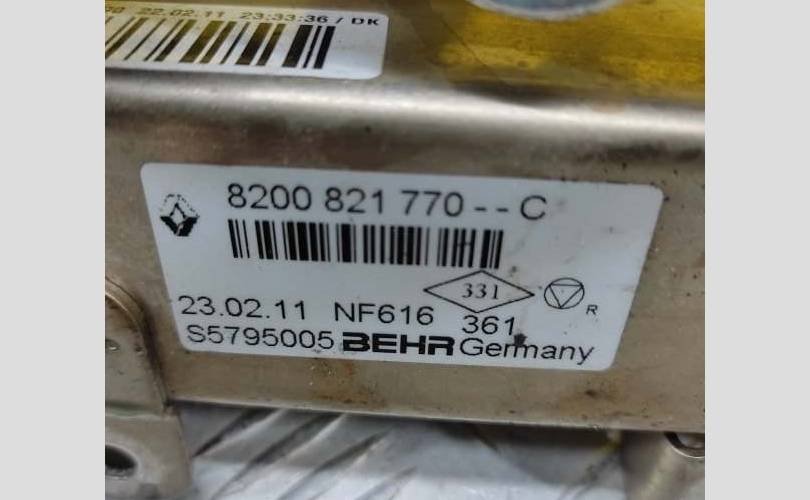 22.02.11 23:33:36 / DK
8200 821 770 - - C
331
R
23.02.11 NF616 361
S5795005 BEHR Germany